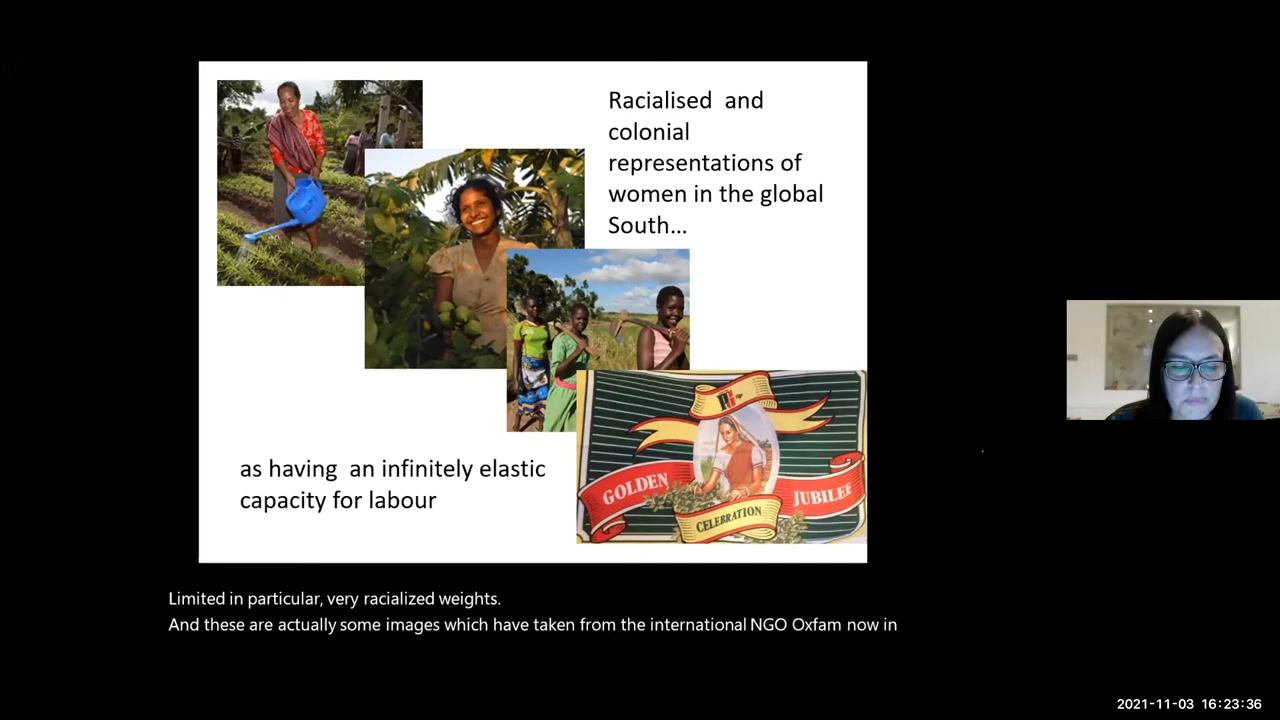 Racialised and
colonial
representations of
women in the global
South...
as having an infinitely elastic
capacity for labour
GOLDEN
JUBILEE
CELEBRATION
Limited in particular, very racialized weights.
And these are actually some images which have taken from the international NGO Oxfam now in
2021-11-03 16:23:36